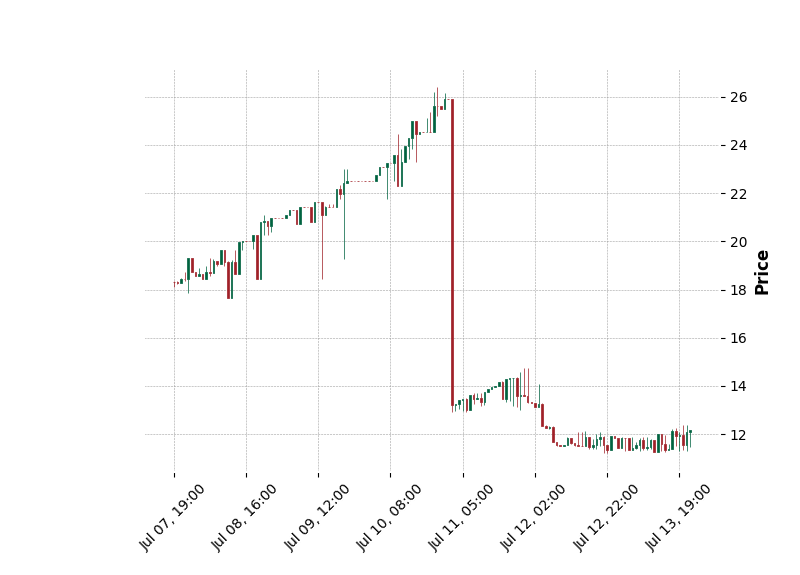 26
24
22
20
18
16
14
12
Price
Jul 07, 19:00
Jul 08, 16:00
Jul 09, 12:00
Jul 10, 08:00
Jul 11, 05:00
Jul 12, 02:00
Jul 12, 22:00
Jul 13, 19:00